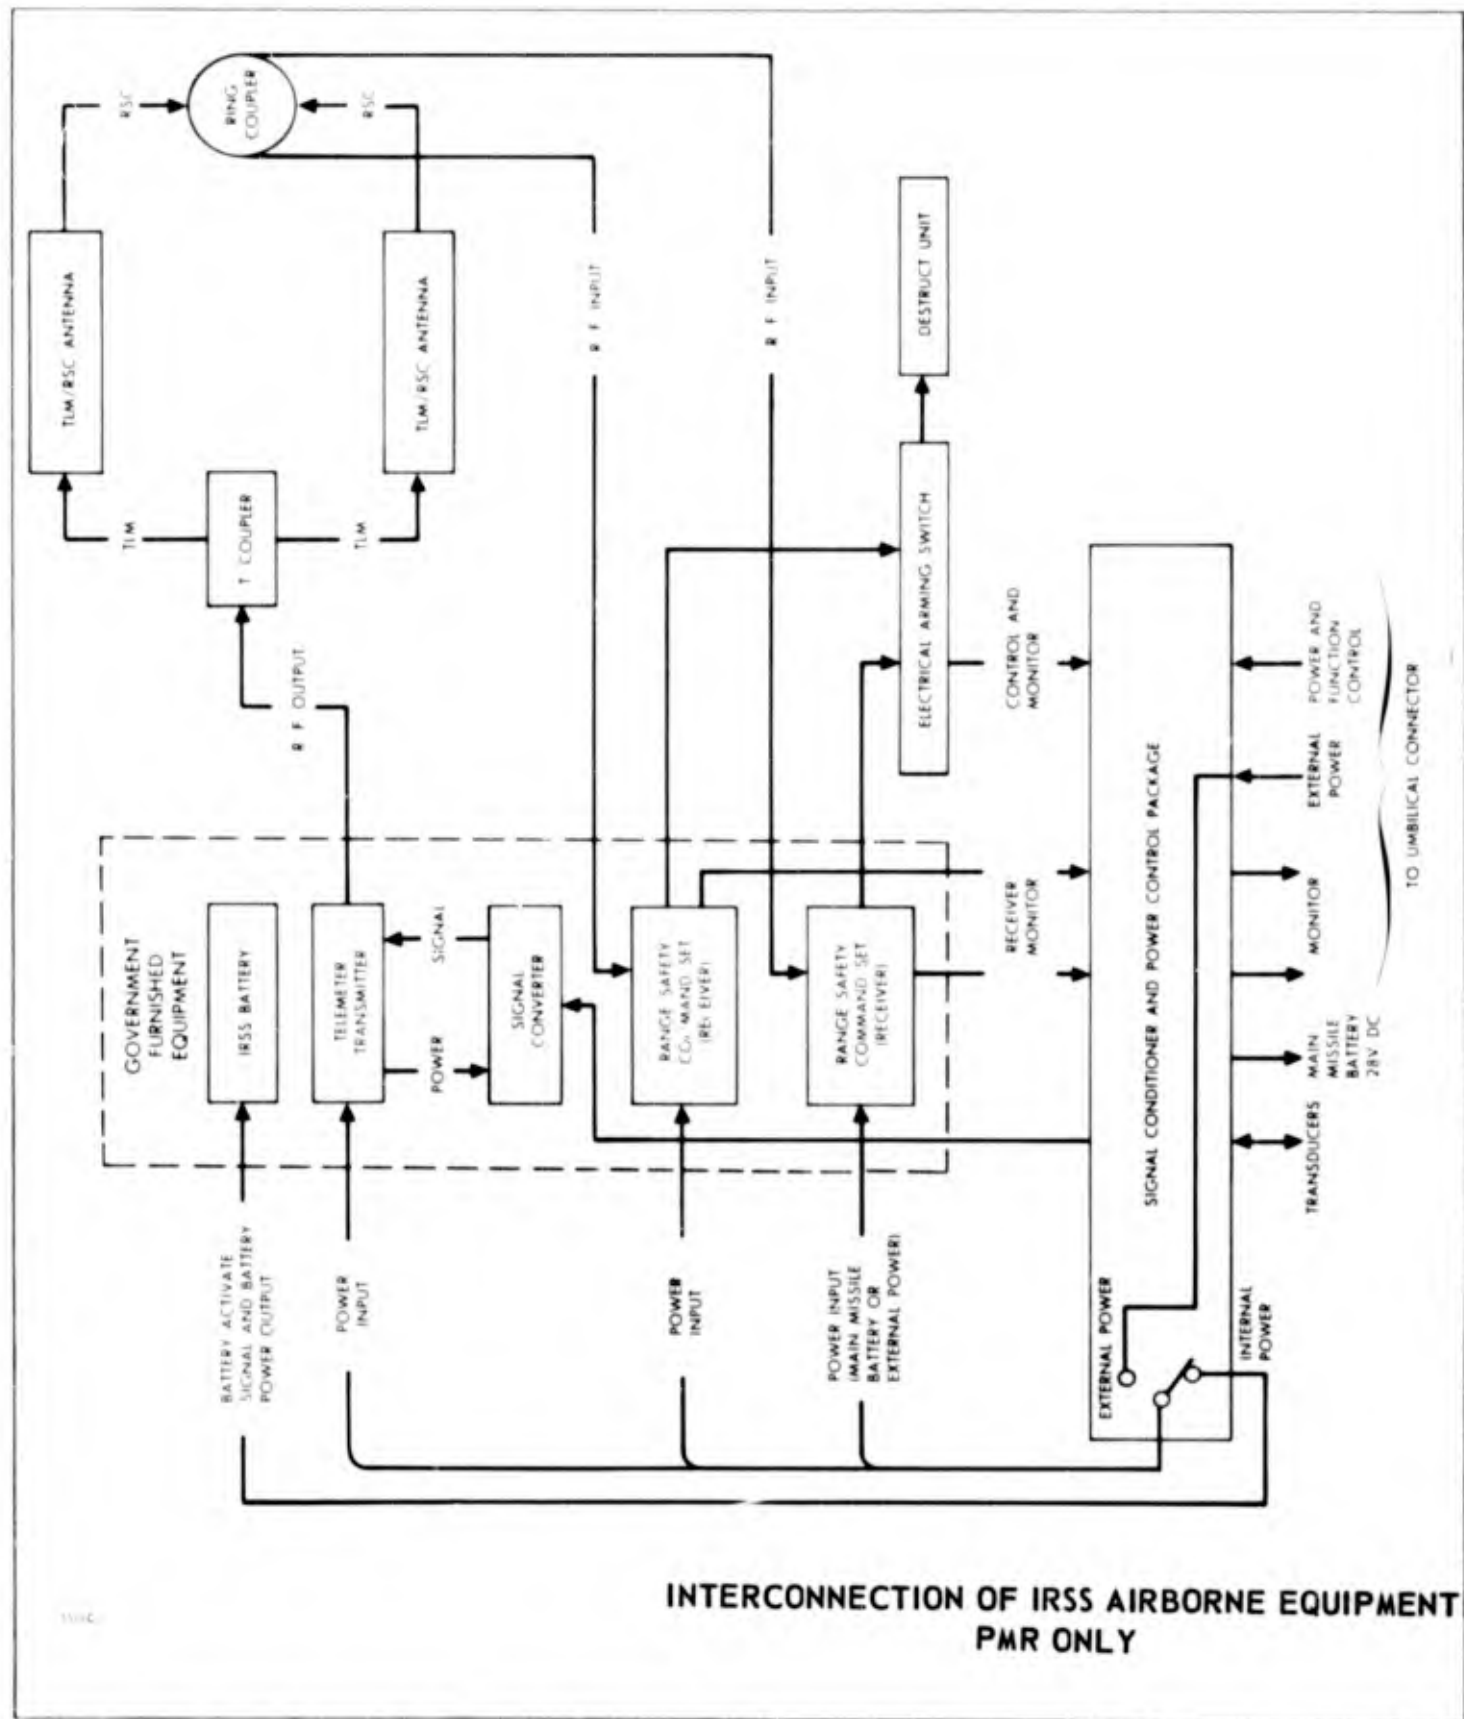 RING
COUPLER
RSC
RSC
TLM/RSC ANTENNA
TLM/RSC ANTENNA
TLM
TLM
T COUPLER
R F OUTPUT
R F INPUT
R F INPUT
DESTRUCT UNIT
ELECTRICAL ARMING SWITCH
CONTROL AND
MONITOR
GOVERNMENT
FURNISHED
EQUIPMENT
IRSS BATTERY
TELEMETER
TRANSMITTER
SIGNAL
POWER
SIGNAL
CONVERTER
RANGE SAFETY
COMMAND SET
(RECEIVER)
RANGE SAFETY
COMMAND SET
(RECEIVER)
RECEIVER
MONITOR
BATTERY ACTIVATE
SIGNAL AND BATTERY
POWER OUTPUT
POWER
INPUT
POWER
INPUT
POWER INPUT
(MAIN MISSILE
BATTERY OR
EXTERNAL POWER)
SIGNAL CONDITIONER AND POWER CONTROL PACKAGE
EXTERNAL POWER
INTERNAL
POWER
TRANSDUCERS
MAIN
MISSILE
BATTERY
28V DC
MONITOR
EXTERNAL
POWER
POWER AND
FUNCTION
CONTROL
TO UMBILICAL CONNECTOR
INTERCONNECTION OF IRSS AIRBORNE EQUIPMENT
PMR ONLY